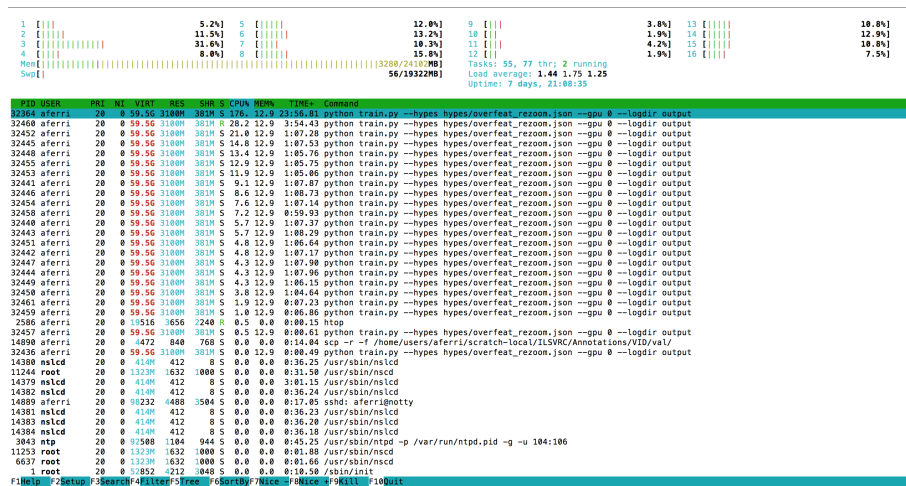 1 [||| 5.2%] 5 [||||| 12.0%] 9 [||| 3.8%] 13 [||||| 10.8%]
2 [||||| 11.5%] 6 [||||| 13.2%] 10 [|| 1.9%] 14 [||||| 12.9%]
3 [||||||||||||| 31.6%] 7 [|||| 10.3%] 11 [||| 4.2%] 15 [||||| 10.8%]
4 [|||| 8.0%] 8 [|||||| 15.8%] 12 [|| 1.9%] 16 [|||| 7.5%]
Mem[||||||||||||||||||||||||||||||||||||||||||||||||||||||||||||||||||||||3280/24102MB] Tasks: 55, 77 thr; 2 running
Swp[| 56/19322MB] Load average: 1.44 1.75 1.25
Uptime: 7 days, 21:08:35
PID USER PRI NI VIRT RES SHR S CPU% MEM% TIME+ Command
32364 aferri 20 0 59.5G 3100M 381M S 176. 12.9 23:56.81 python train.py --hypes hypes/overfeat_rezoom.json --gpu 0 --logdir output
32460 aferri 20 0 59.5G 3100M 381M R 28.2 12.9 3:54.43 python train.py --hypes hypes/overfeat_rezoom.json --gpu 0 --logdir output
32452 aferri 20 0 59.5G 3100M 381M S 21.0 12.9 1:07.28 python train.py --hypes hypes/overfeat_rezoom.json --gpu 0 --logdir output
32445 aferri 20 0 59.5G 3100M 381M S 14.8 12.9 1:07.53 python train.py --hypes hypes/overfeat_rezoom.json --gpu 0 --logdir output
32448 aferri 20 0 59.5G 3100M 381M S 13.4 12.9 1:05.76 python train.py --hypes hypes/overfeat_rezoom.json --gpu 0 --logdir output
32455 aferri 20 0 59.5G 3100M 381M S 12.9 12.9 1:05.75 python train.py --hypes hypes/overfeat_rezoom.json --gpu 0 --logdir output
32453 aferri 20 0 59.5G 3100M 381M S 11.9 12.9 1:05.06 python train.py --hypes hypes/overfeat_rezoom.json --gpu 0 --logdir output
32441 aferri 20 0 59.5G 3100M 381M S 9.1 12.9 1:07.87 python train.py --hypes hypes/overfeat_rezoom.json --gpu 0 --logdir output
32446 aferri 20 0 59.5G 3100M 381M S 8.6 12.9 1:08.73 python train.py --hypes hypes/overfeat_rezoom.json --gpu 0 --logdir output
32454 aferri 20 0 59.5G 3100M 381M S 7.6 12.9 1:07.14 python train.py --hypes hypes/overfeat_rezoom.json --gpu 0 --logdir output
32458 aferri 20 0 59.5G 3100M 381M S 7.2 12.9 0:59.93 python train.py --hypes hypes/overfeat_rezoom.json --gpu 0 --logdir output
32440 aferri 20 0 59.5G 3100M 381M S 5.7 12.9 1:07.37 python train.py --hypes hypes/overfeat_rezoom.json --gpu 0 --logdir output
32443 aferri 20 0 59.5G 3100M 381M S 5.7 12.9 1:08.29 python train.py --hypes hypes/overfeat_rezoom.json --gpu 0 --logdir output
32451 aferri 20 0 59.5G 3100M 381M S 4.8 12.9 1:06.64 python train.py --hypes hypes/overfeat_rezoom.json --gpu 0 --logdir output
32442 aferri 20 0 59.5G 3100M 381M S 4.8 12.9 1:07.17 python train.py --hypes hypes/overfeat_rezoom.json --gpu 0 --logdir output
32447 aferri 20 0 59.5G 3100M 381M S 4.3 12.9 1:07.90 python train.py --hypes hypes/overfeat_rezoom.json --gpu 0 --logdir output
32444 aferri 20 0 59.5G 3100M 381M S 4.3 12.9 1:07.96 python train.py --hypes hypes/overfeat_rezoom.json --gpu 0 --logdir output
32449 aferri 20 0 59.5G 3100M 381M S 4.3 12.9 1:06.15 python train.py --hypes hypes/overfeat_rezoom.json --gpu 0 --logdir output
32450 aferri 20 0 59.5G 3100M 381M S 3.8 12.9 1:04.64 python train.py --hypes hypes/overfeat_rezoom.json --gpu 0 --logdir output
32461 aferri 20 0 59.5G 3100M 381M S 1.9 12.9 0:07.23 python train.py --hypes hypes/overfeat_rezoom.json --gpu 0 --logdir output
32459 aferri 20 0 59.5G 3100M 381M S 1.0 12.9 0:06.86 python train.py --hypes hypes/overfeat_rezoom.json --gpu 0 --logdir output
2586 aferri 20 0 19516 3656 2240 R 0.5 0.0 0:00.15 htop
32457 aferri 20 0 59.5G 3100M 381M S 0.5 12.9 0:00.61 python train.py --hypes hypes/overfeat_rezoom.json --gpu 0 --logdir output
14890 aferri 20 0 4472 840 768 S 0.0 0.0 0:14.04 scp -r -f /home/users/aferri/scratch-local/ILSVRC/Annotations/VID/val/
32436 aferri 20 0 59.5G 3100M 381M S 0.0 12.9 0:00.49 python train.py --hypes hypes/overfeat_rezoom.json --gpu 0 --logdir output
14380 nslcd 20 0 414M 412 8 S 0.0 0.0 0:36.25 /usr/sbin/nslcd
11244 root 20 0 1323M 1632 1000 S 0.0 0.0 0:31.50 /usr/sbin/nscd
14379 nslcd 20 0 414M 412 8 S 0.0 0.0 3:01.15 /usr/sbin/nslcd
14382 nslcd 20 0 414M 412 8 S 0.0 0.0 0:36.24 /usr/sbin/nslcd
14889 aferri 20 0 98232 4488 3504 S 0.0 0.0 0:17.05 sshd: aferri@notty
14381 nslcd 20 0 414M 412 8 S 0.0 0.0 0:36.23 /usr/sbin/nslcd
14383 nslcd 20 0 414M 412 8 S 0.0 0.0 0:36.20 /usr/sbin/nslcd
14384 nslcd 20 0 414M 412 8 S 0.0 0.0 0:36.18 /usr/sbin/nslcd
3043 ntp 20 0 92508 1104 944 S 0.0 0.0 0:45.25 /usr/sbin/ntpd -p /var/run/ntpd.pid -g -u 104:106
11253 root 20 0 1323M 1632 1000 S 0.0 0.0 0:01.88 /usr/sbin/nscd
6637 root 20 0 1323M 1632 1000 S 0.0 0.0 0:01.66 /usr/sbin/nscd
1 root 20 0 52852 4212 3048 S 0.0 0.0 0:10.50 /sbin/init
F1Help F2Setup F3SearchF4FilterF5Tree F6SortByF7Nice -F8Nice +F9Kill F10Quit